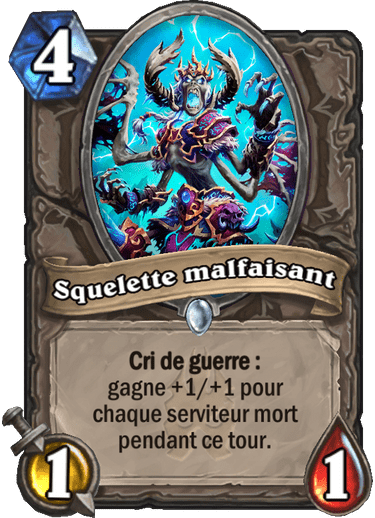 4
Squelette malfaisant
Cri de guerre :
gagne +1/+1 pour
chaque serviteur mort
pendant ce tour.
1
1